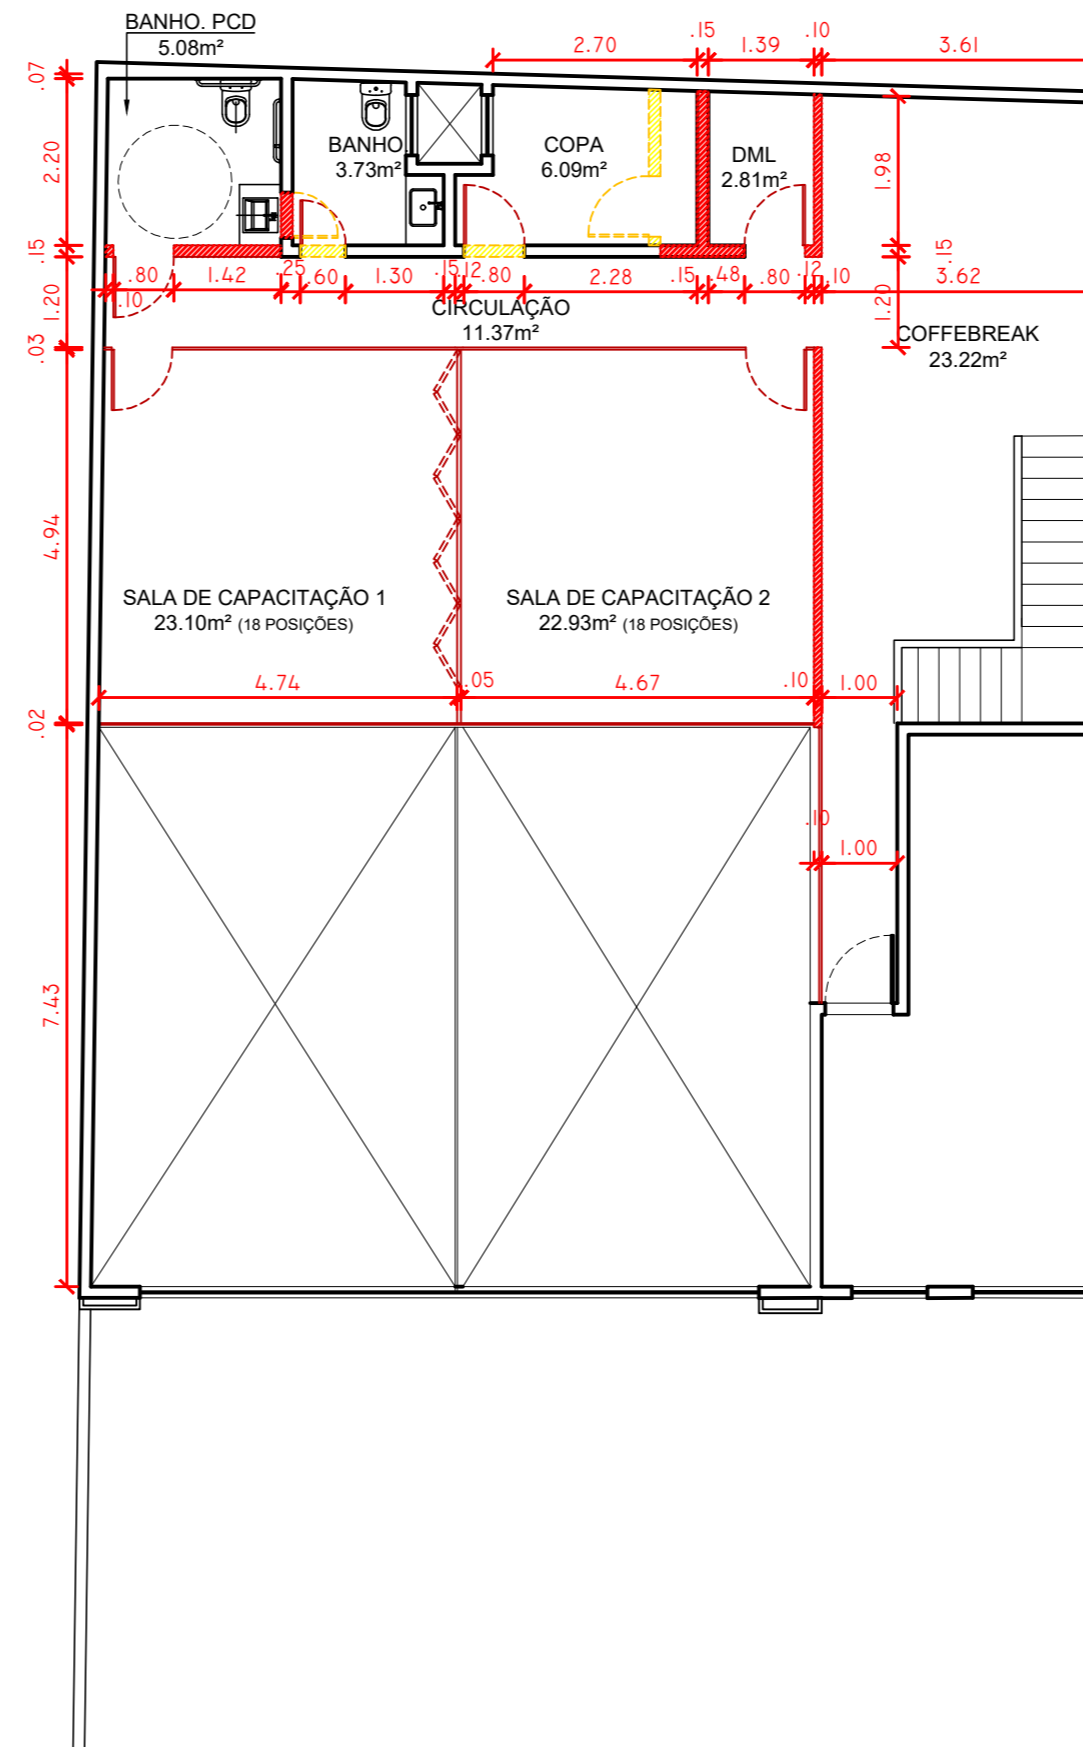 BANHO. PCD
5.08m²
.15
.10
2.70
1.39
3.61
.07
2.20
.15
1.20
.03
4.94
.02
7.43
BANHO
3.73m²
COPA
6.09m²
DML
2.81m²
1.98
.15
1.20
.10
.80
1.42
.25
.60
1.30
.15
.12
.80
2.28
.15
.48
.80
.12
.10
3.62
CIRCULAÇÃO
11.37m²
COFFEBREAK
23.22m²
SALA DE CAPACITAÇÃO 1
23.10m² (18 POSIÇÕES)
SALA DE CAPACITAÇÃO 2
22.93m² (18 POSIÇÕES)
4.74
.05
4.67
.10
1.00
.10
1.00